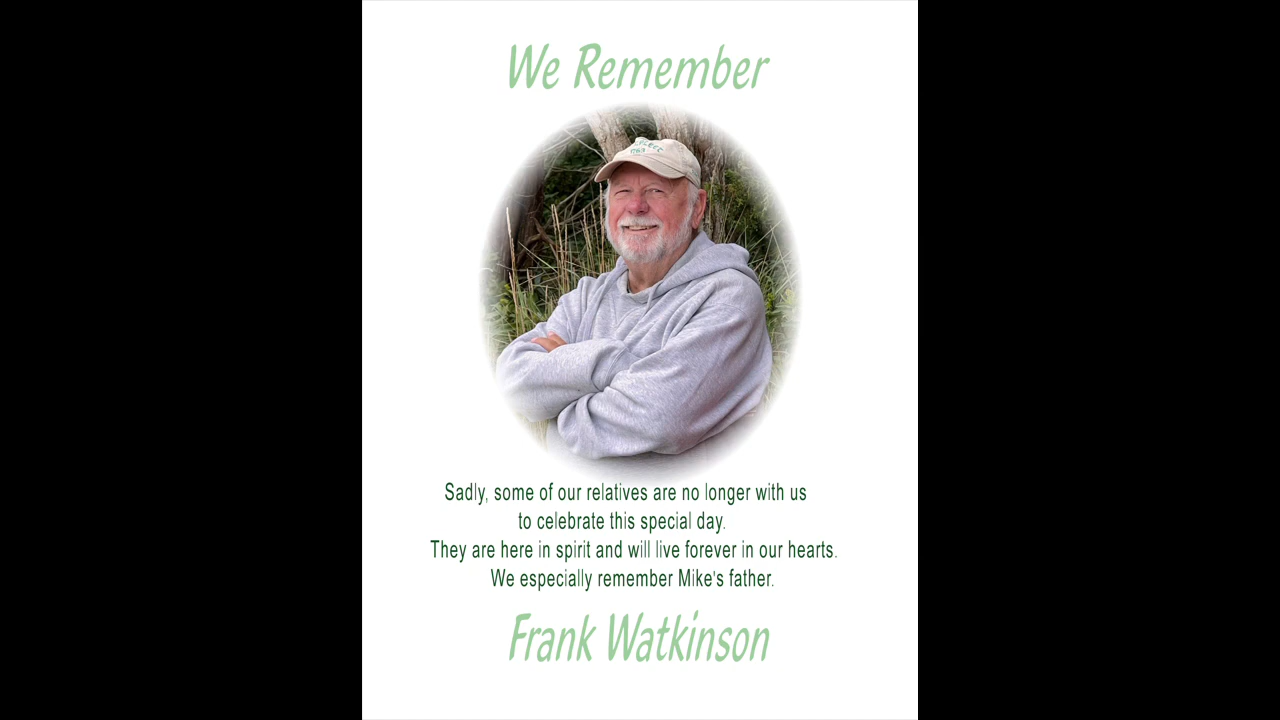 We Remember
1763
Sadly, some of our relatives are no longer with us
to celebrate this special day.
They are here in spirit and will live forever in our hearts.
We especially remember Mike's father.
Frank Watkinson